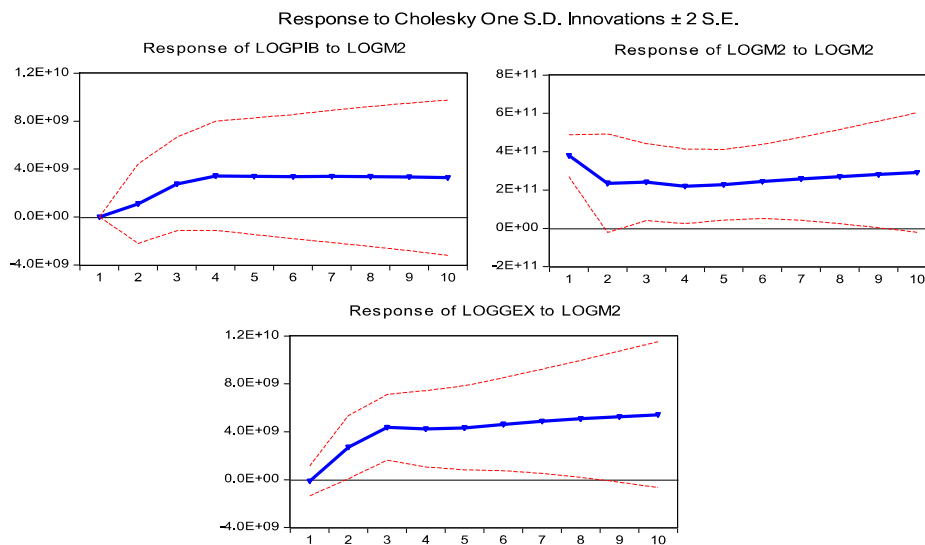 Response to Cholesky One S.D. Innovations ± 2 S.E.
Response of LOGPIB to LOGM2
1.2E+10
8.0E+09
4.0E+09
0.0E+00
-4.0E+09
1 2 3 4 5 6 7 8 9 10
Response of LOGM2 to LOGM2
8E+11
6E+11
4E+11
2E+11
0E+00
-2E+11
1 2 3 4 5 6 7 8 9 10
Response of LOGGEX to LOGM2
1.2E+10
8.0E+09
4.0E+09
0.0E+00
-4.0E+09
1 2 3 4 5 6 7 8 9 10